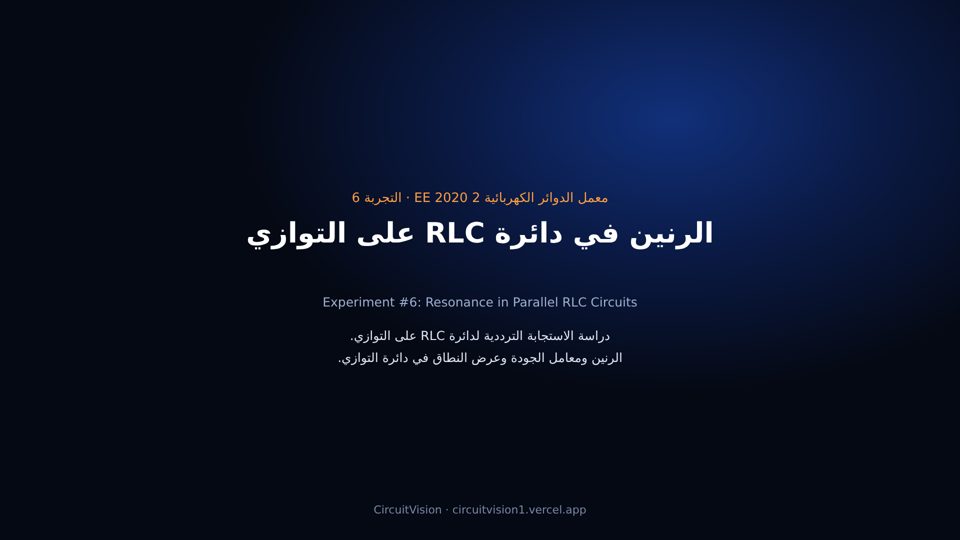 معمل الدوائر الكهربائية 2 EE 2020 · التجربة 6
الرنين في دائرة RLC على التوازي
Experiment #6: Resonance in Parallel RLC Circuits
دراسة الاستجابة الترددية لدائرة RLC على التوازي.
الرنين ومعامل الجودة وعرض النطاق في دائرة التوازي.
CircuitVision · circuitvision1.vercel.app